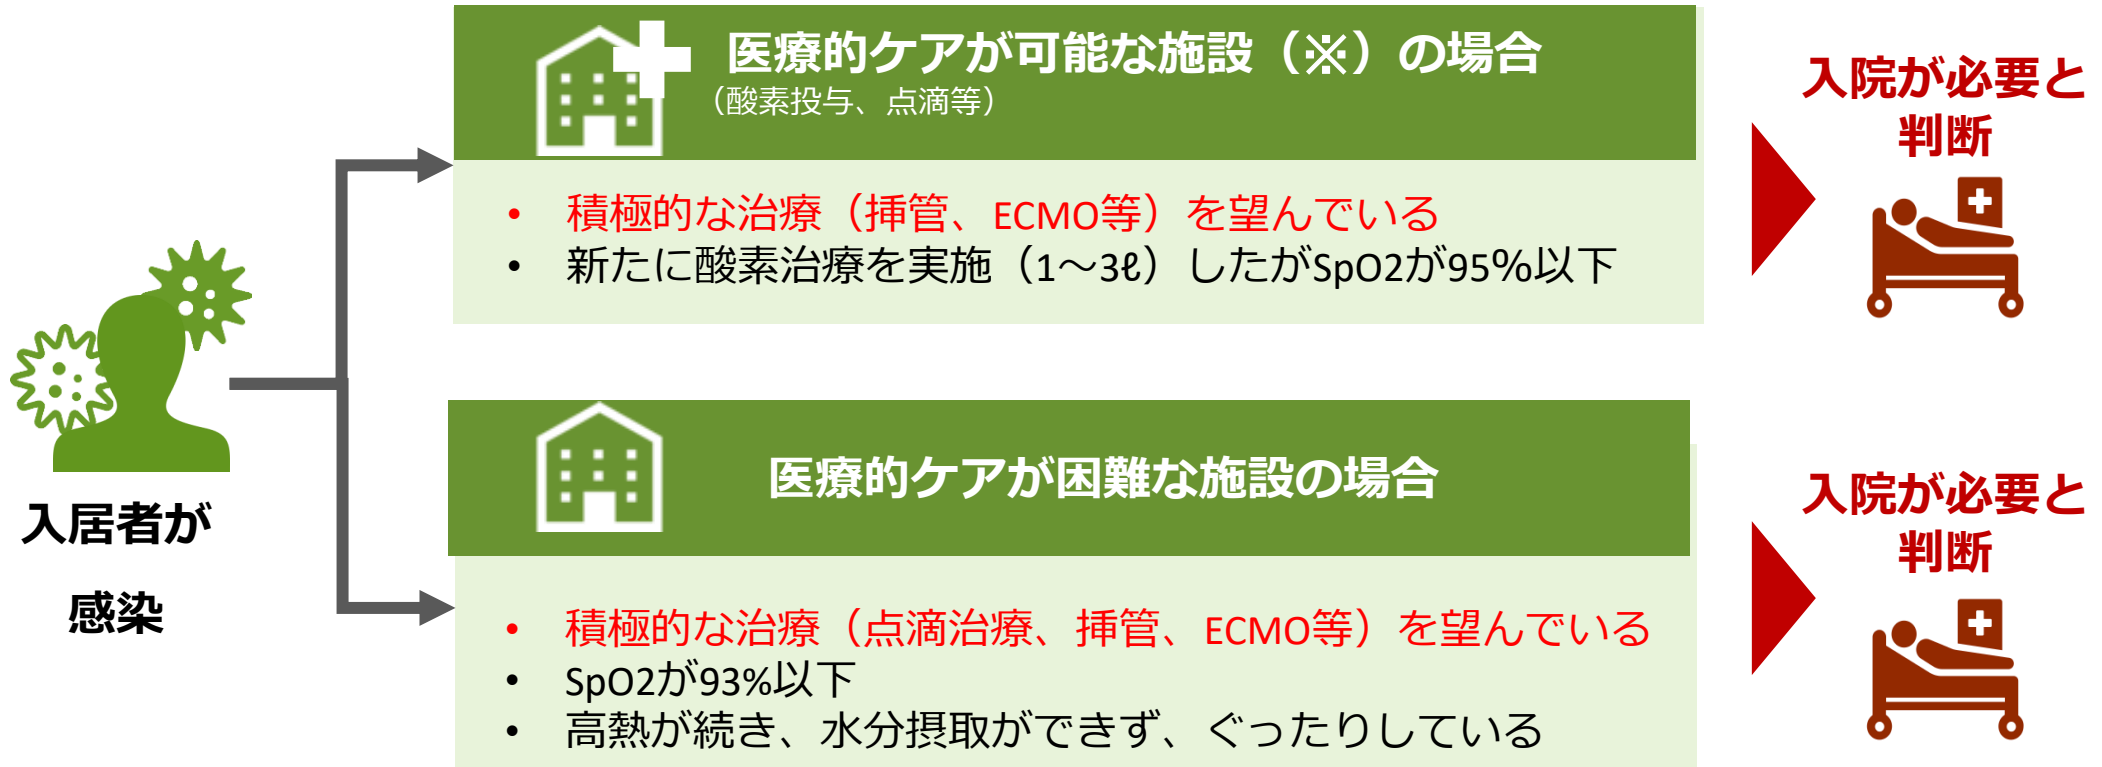 医療的ケアが可能な施設（※）の場合
（酸素投与、点滴等）
• 積極的な治療（挿管、ECMO等）を望んでいる
• 新たに酸素治療を実施（1～3ℓ）したがSpO2が95%以下
入院が必要と
判断
入居者が
感染
医療的ケアが困難な施設の場合
• 積極的な治療（点滴治療、挿管、ECMO等）を望んでいる
• SpO2が93%以下
• 高熱が続き、水分摂取ができず、ぐったりしている
入院が必要と
判断